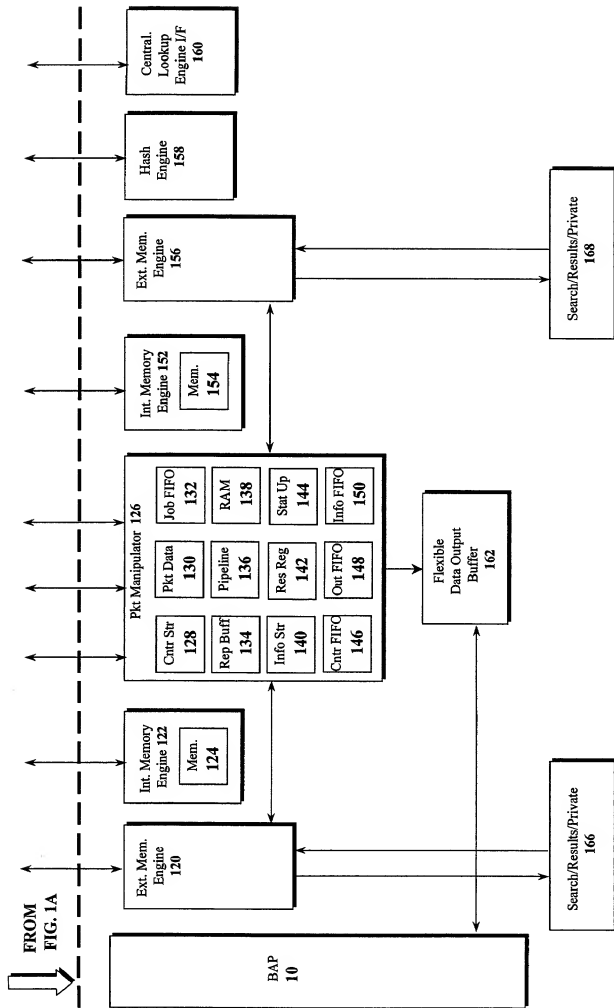 FROM
FIG. 1A
BAP
10
Ext. Mem.
Engine
120
Search/Results/Private
166
Int. Memory
Engine 122
Mem.
124
Pkt Manipulator 126
Cntr Str
128
Pkt Data
130
Job FIFO
132
Rep Buff
134
Pipeline
136
RAM
138
Info Str
140
Res Reg
142
Stat Up
144
Cntr FIFO
146
Out FIFO
148
Info FIFO
150
Flexible
Data Output
Buffer
162
Int. Memory
Engine 152
Mem.
154
Ext. Mem.
Engine
156
Search/Results/Private
168
Hash
Engine
158
Central.
Lookup
Engine I/F
160